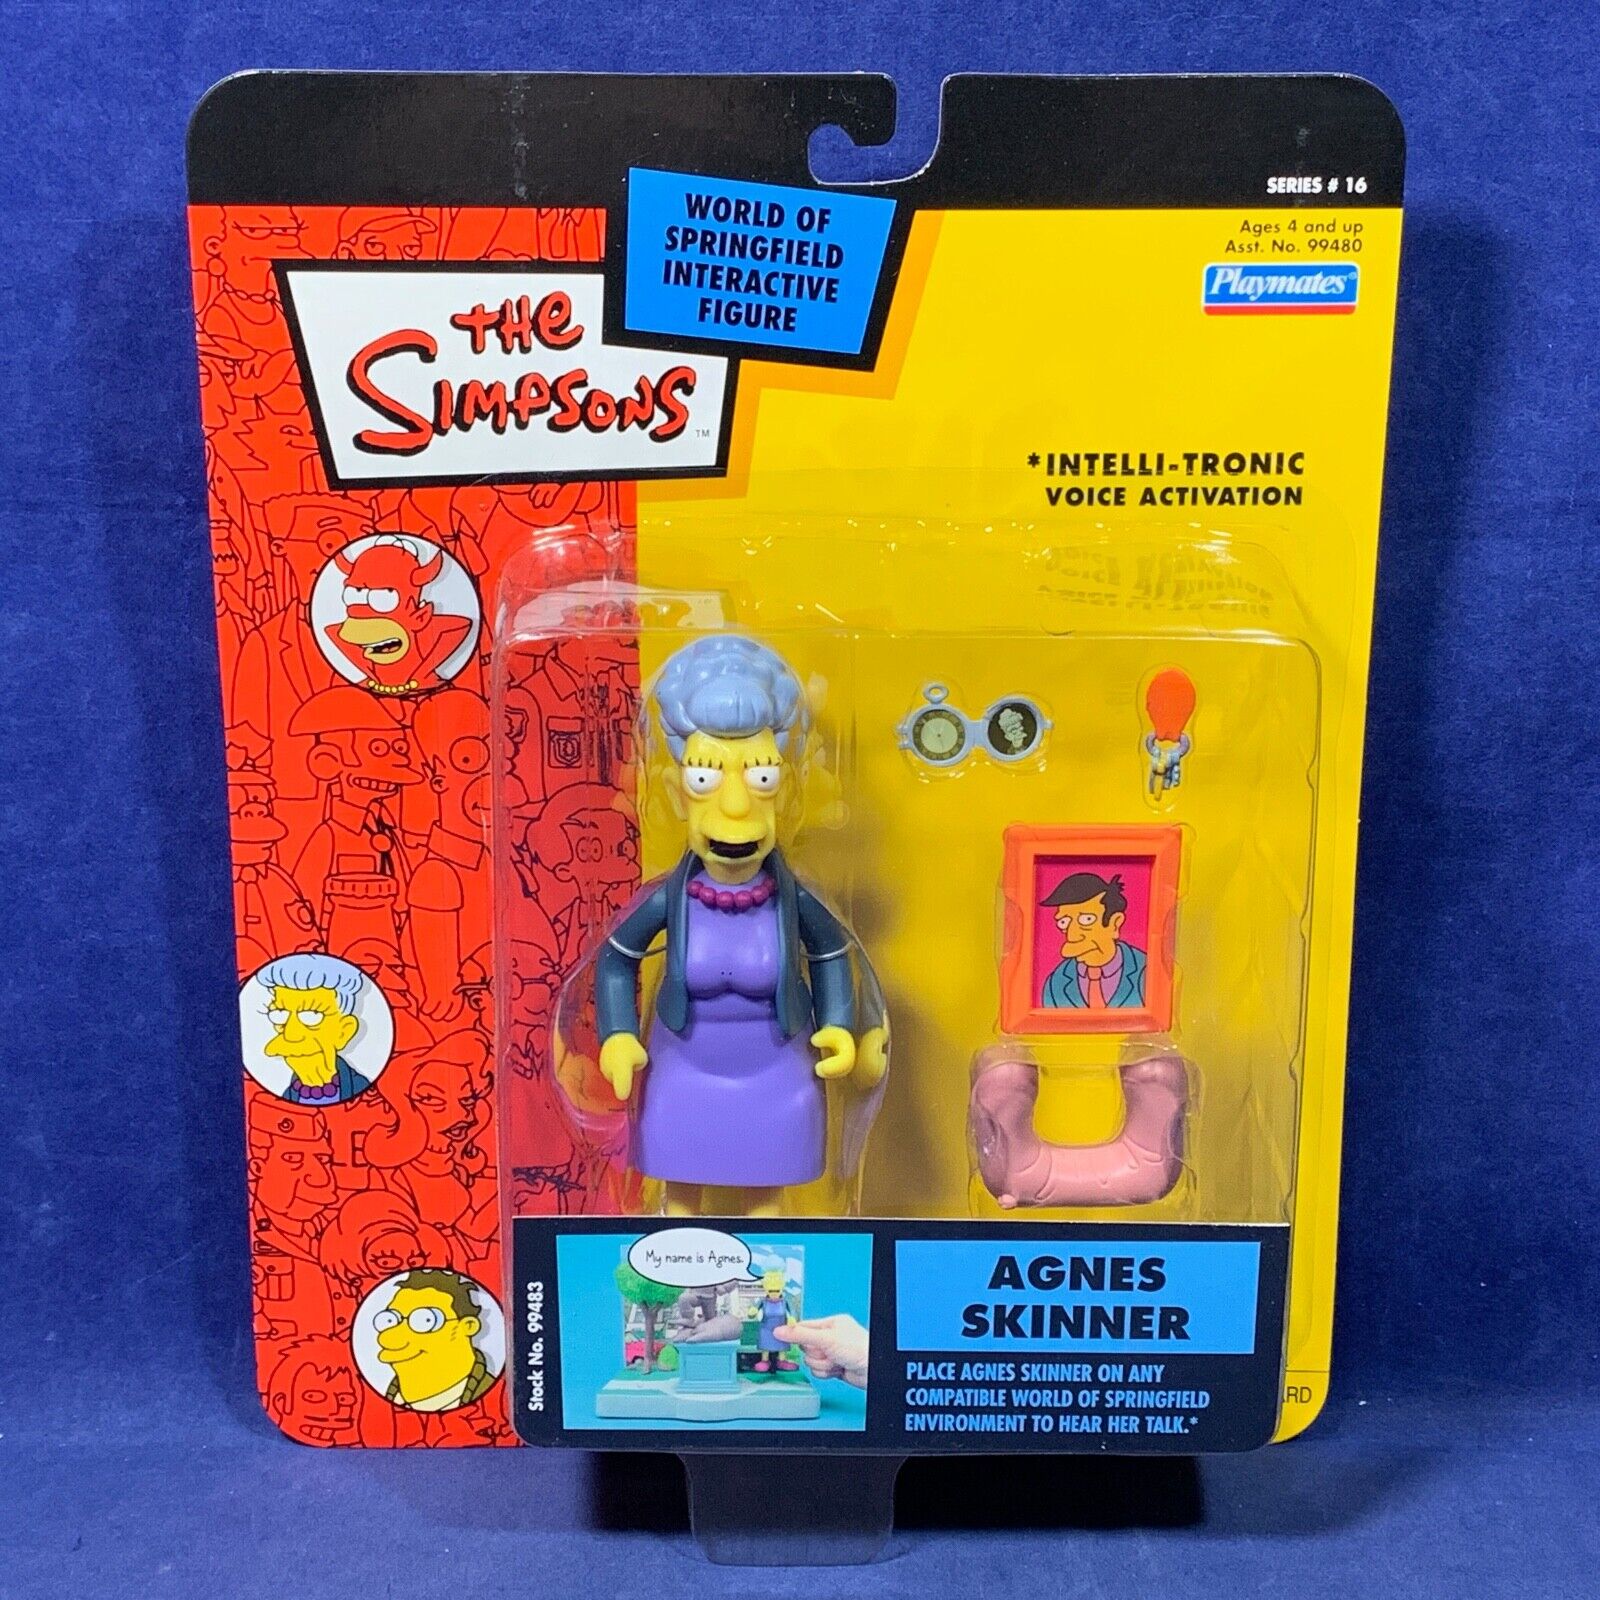 SERIES # 16
WORLD OF
SPRINGFIELD
INTERACTIVE
FIGURE
Ages 4 and up
Asst. No. 99480
Playmates®
THE
SIMPSONS
TM
*INTELLI-TRONIC
VOICE ACTIVATION
My name is Agnes.
Stock No. 99483
AGNES
SKINNER
PLACE AGNES SKINNER ON ANY
COMPATIBLE WORLD OF SPRINGFIELD
ENVIRONMENT TO HEAR HER TALK.*
ARD